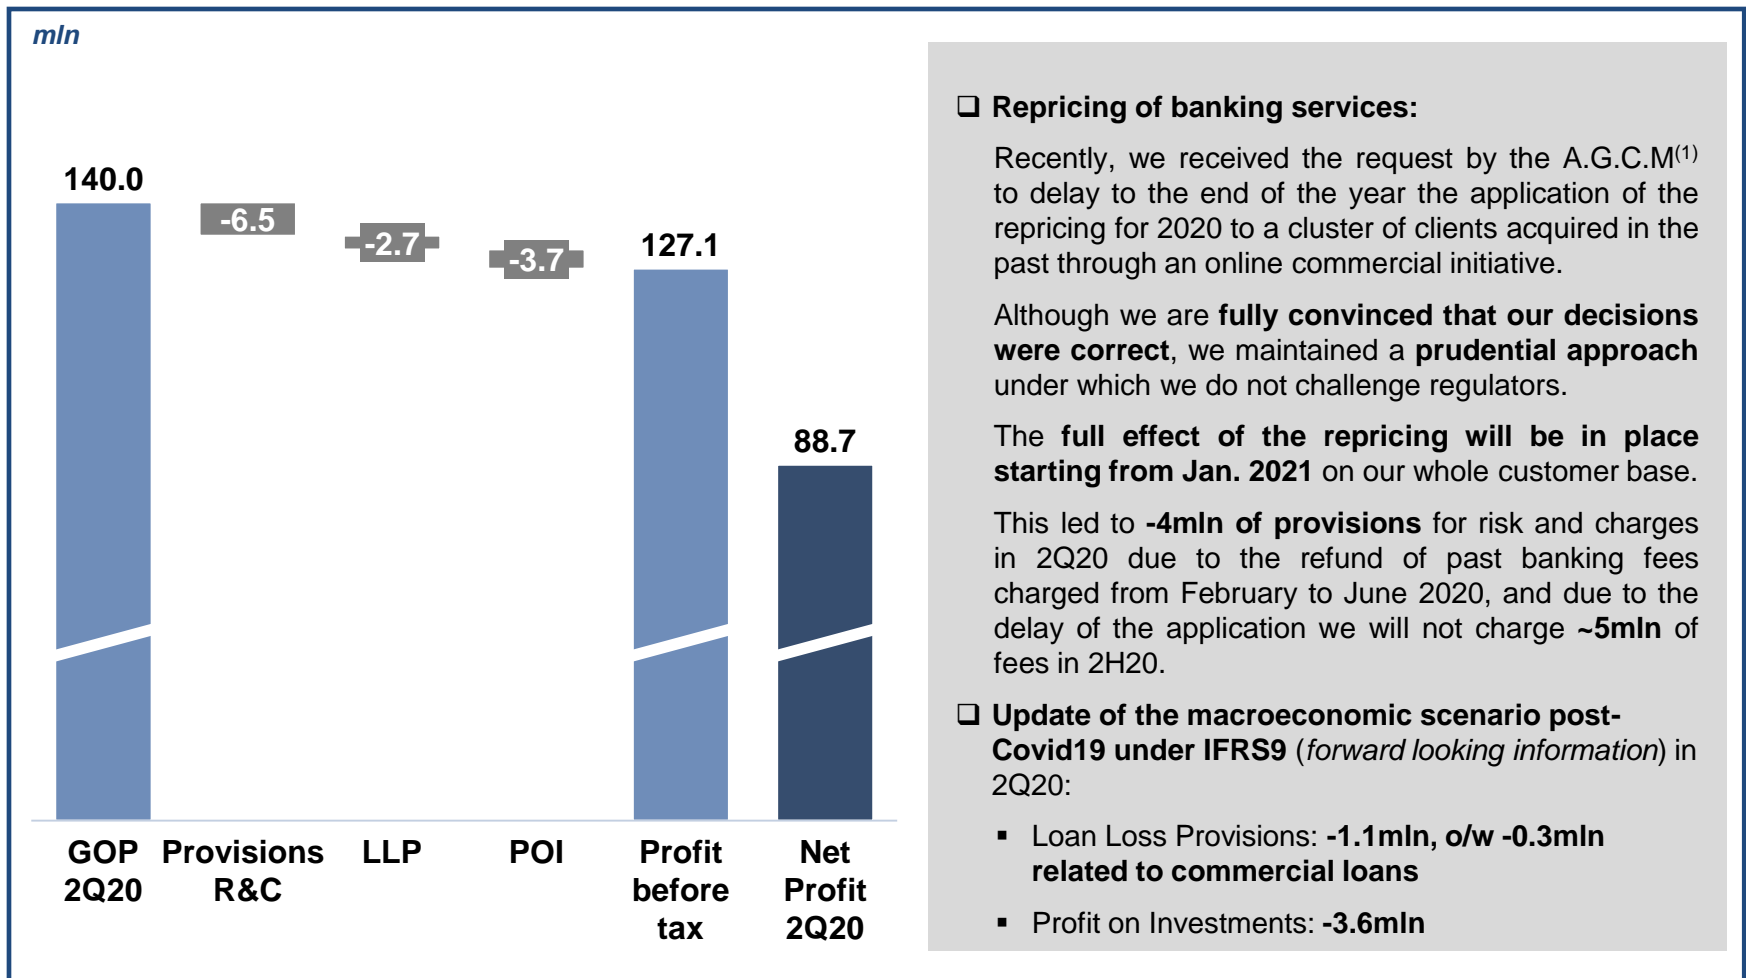 mln
140.0
-6.5
-2.7
-3.7
127.1
88.7
GOP 2Q20
Provisions R&C
LLP
POI
Profit before tax
Net Profit 2Q20
❑ Repricing of banking services:
Recently, we received the request by the A.G.C.M(1)
to delay to the end of the year the application of the
repricing for 2020 to a cluster of clients acquired in the
past through an online commercial initiative.
Although we are fully convinced that our decisions
were correct, we maintained a prudential approach
under which we do not challenge regulators.
The full effect of the repricing will be in place
starting from Jan. 2021 on our whole customer base.
This led to -4mln of provisions for risk and charges
in 2Q20 due to the refund of past banking fees
charged from February to June 2020, and due to the
delay of the application we will not charge ~5mln of
fees in 2H20.
❑ Update of the macroeconomic scenario post-
Covid19 under IFRS9 (forward looking information) in
2Q20:
▪ Loan Loss Provisions: -1.1mln, o/w -0.3mln
related to commercial loans
▪ Profit on Investments: -3.6mln